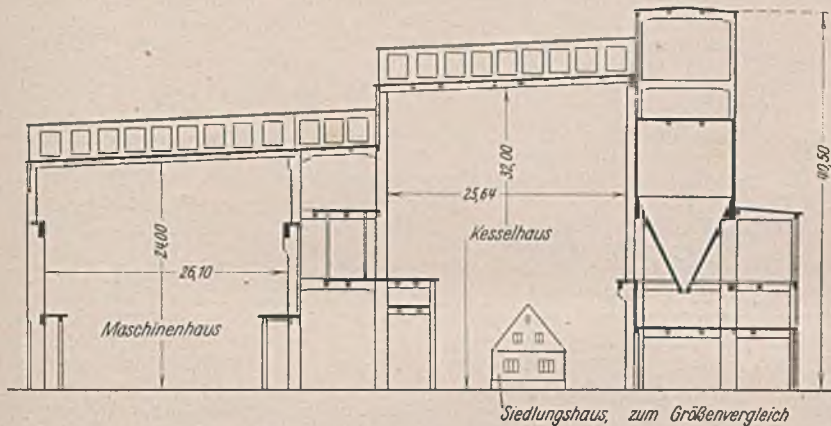 40,50
32,00
25,64
Kesselhaus
24,00
26,10
Maschinenhaus
Siedlungshaus, zum Größenvergleich